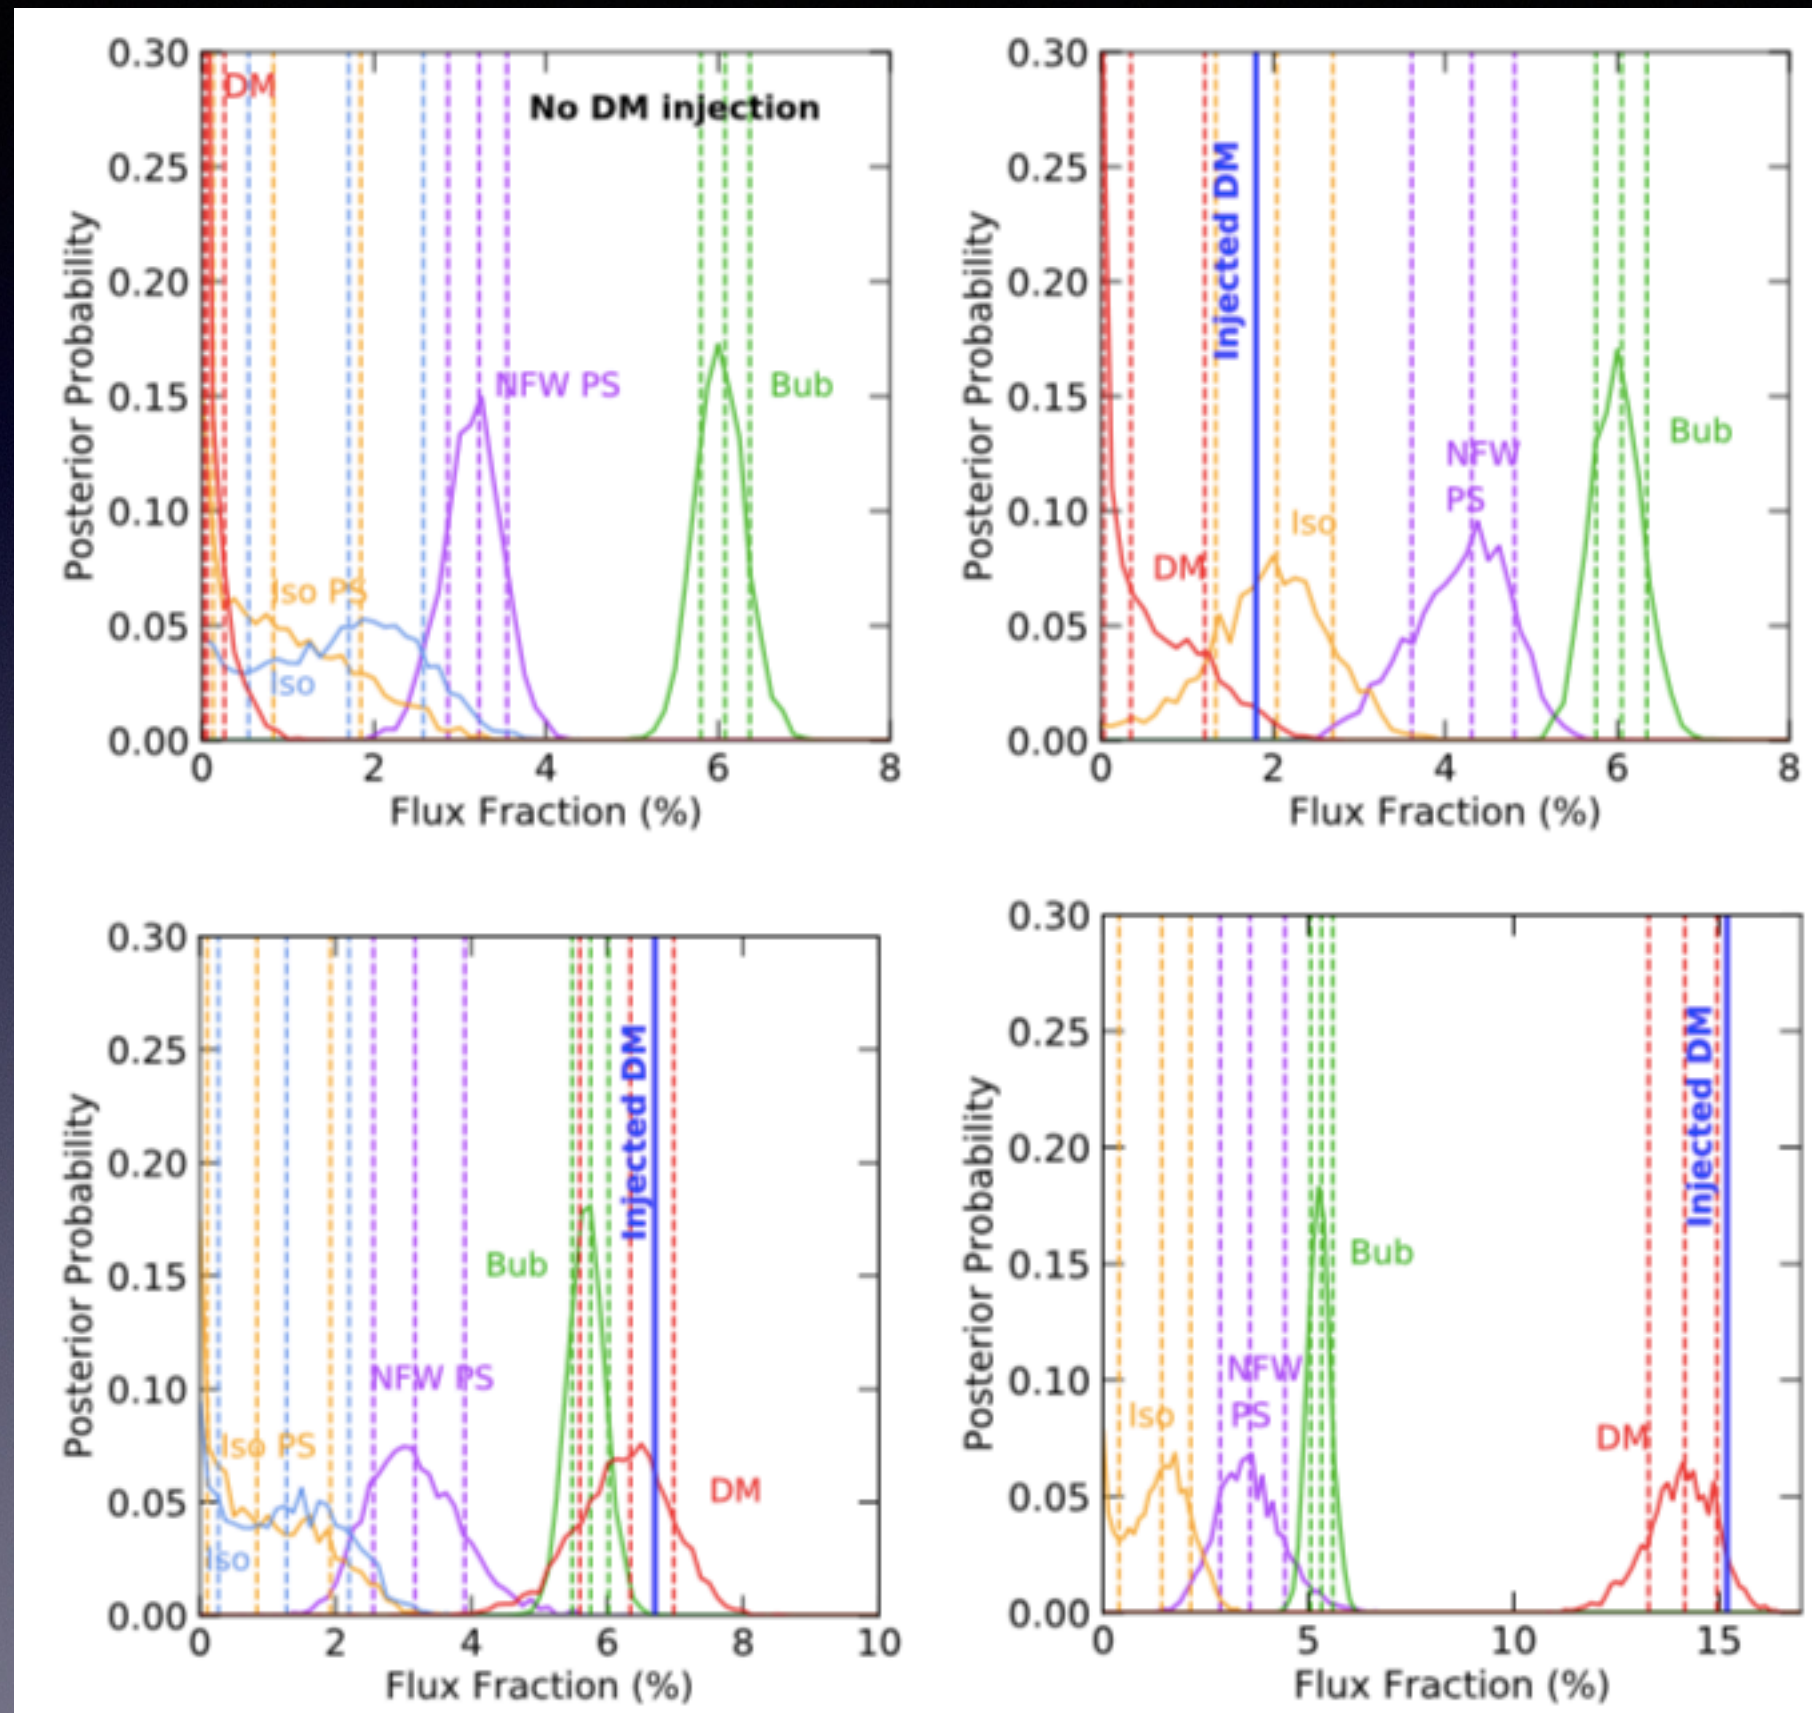 0.30
0.25
0.20
0.15
0.10
0.05
0.00
Posterior Probability
DM
No DM injection
NFW PS
Bub
Iso PS
Iso
0 2 4 6 8
Flux Fraction (%)
0.30
0.25
0.20
0.15
0.10
0.05
0.00
Posterior Probability
Injected DM
NFW
PS
Bub
Iso
DM
0 2 4 6 8
Flux Fraction (%)
0.30
0.25
0.20
0.15
0.10
0.05
0.00
Posterior Probability
Injected DM
Bub
NFW PS
Iso PS
DM
Iso
0 2 4 6 8 10
Flux Fraction (%)
0.30
0.25
0.20
0.15
0.10
0.05
0.00
Posterior Probability
Injected DM
Bub
NFW
PS
Iso
DM
0 5 10 15
Flux Fraction (%)